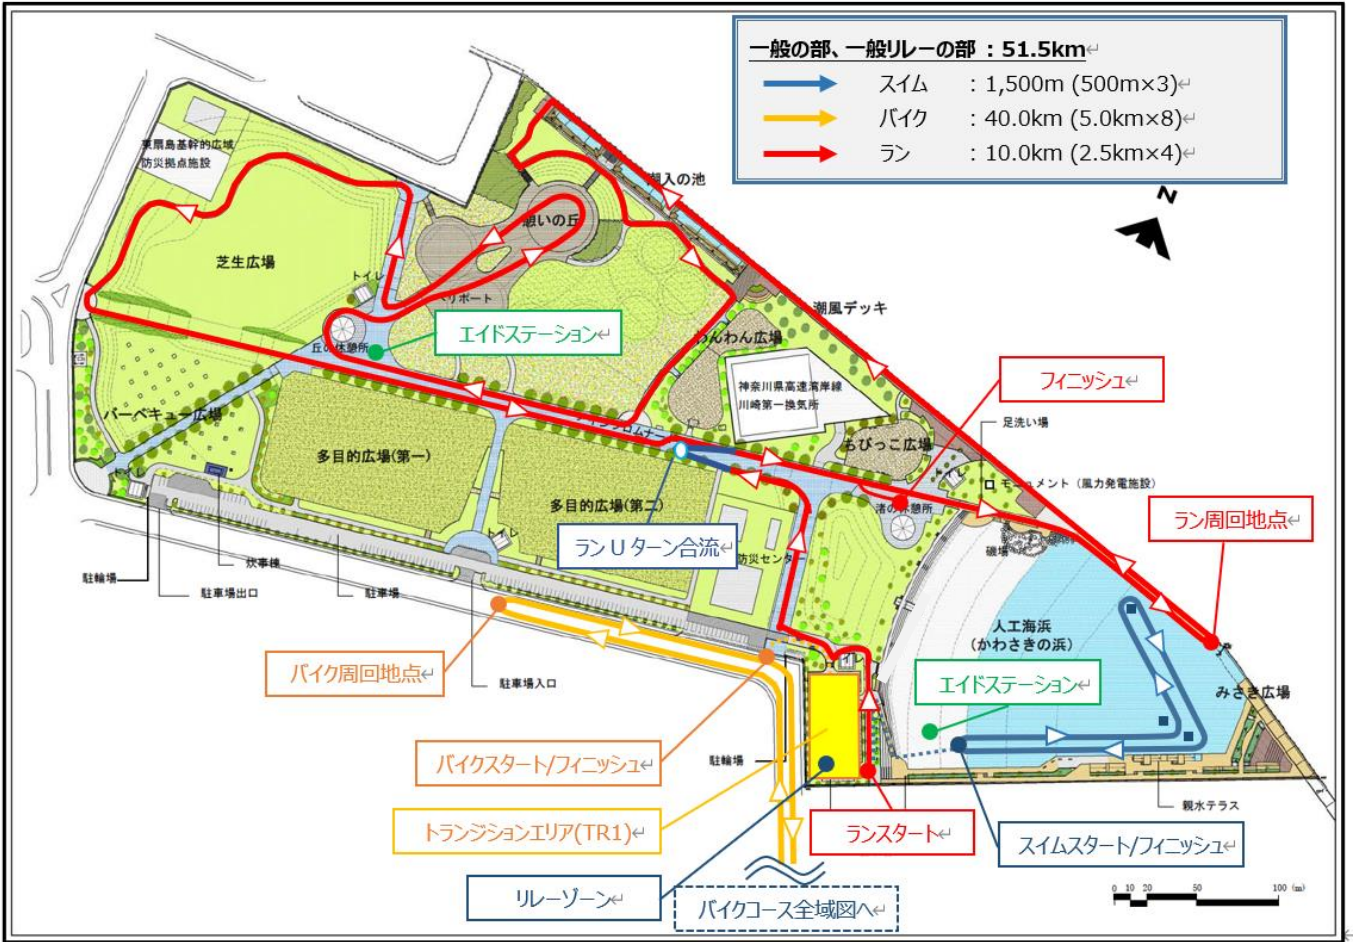 一般の部、一般リレーの部 : 51.5km
スイム : 1,500m (500m×3)
バイク : 40.0km (5.0km×8)
ラン : 10.0km (2.5km×4)
N
東扇島基幹的広域
防災拠点施設
潮入の池
憩いの丘
芝生広場
トイレ
ヘリポート
潮風デッキ
エイドステーション
丘の休憩所
わんわん広場
神奈川県高速湾岸線
川崎第一換気所
フィニッシュ
足洗い場
バーベキュー広場
ちびっこ広場
多目的広場(第一)
トイレ
モニュメント（風力発電施設）
多目的広場(第二)
渚の休憩所
ラン周回地点
磯場
トイレ
ランUターン合流
防災センター
炊事棟
駐輪場
駐車場出口
駐車場
人工海浜
(かわさきの浜)
バイク周回地点
駐車場入口
トイレ
エイドステーション
みさき広場
バイクスタート/フィニッシュ
駐輪場
親水テラス
トランジションエリア(TR1)
ランスタート
スイムスタート/フィニッシュ
リレーゾーン
バイクコース全域図へ
0 10 20 50 100 (m)